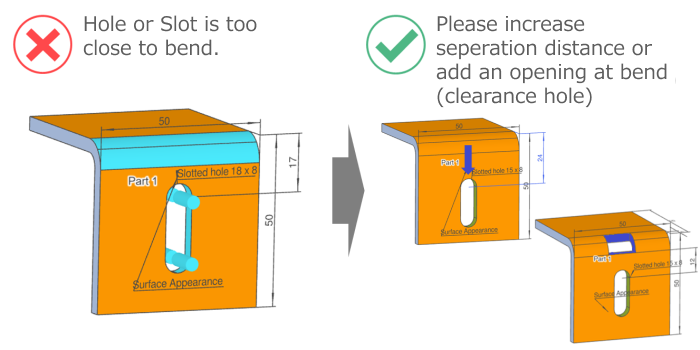 Hole or Slot is too
close to bend.
Please increase
seperation distance or
add an opening at bend
(clearance hole)
50
17
Slotted hole 18 x 8
Part 1
50
Surface Appearance
50
24
Part 1
Slotted hole 15 x 8
50
Surface Appearance
50
Part 1
Slotted hole 15 x 8
12
50
Surface Appearance